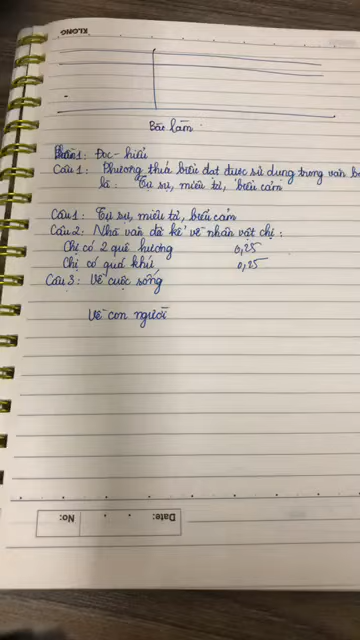 KLONG
Bài làm
Phần 1: Đọc - hiểu
Câu 1: Phương thức biểu đạt được sử dụng trong văn b
là: Tự sự, miêu tả, biểu cảm
Câu 1: Tự sự, miêu tả, biểu cảm
Câu 2: Nhà văn đã kể về nhân vật chị:
Chị có 2 quê hương 0,25
Chị có quá khứ 0,25
Câu 3: Về cuộc sống
Về con người
No: Date: